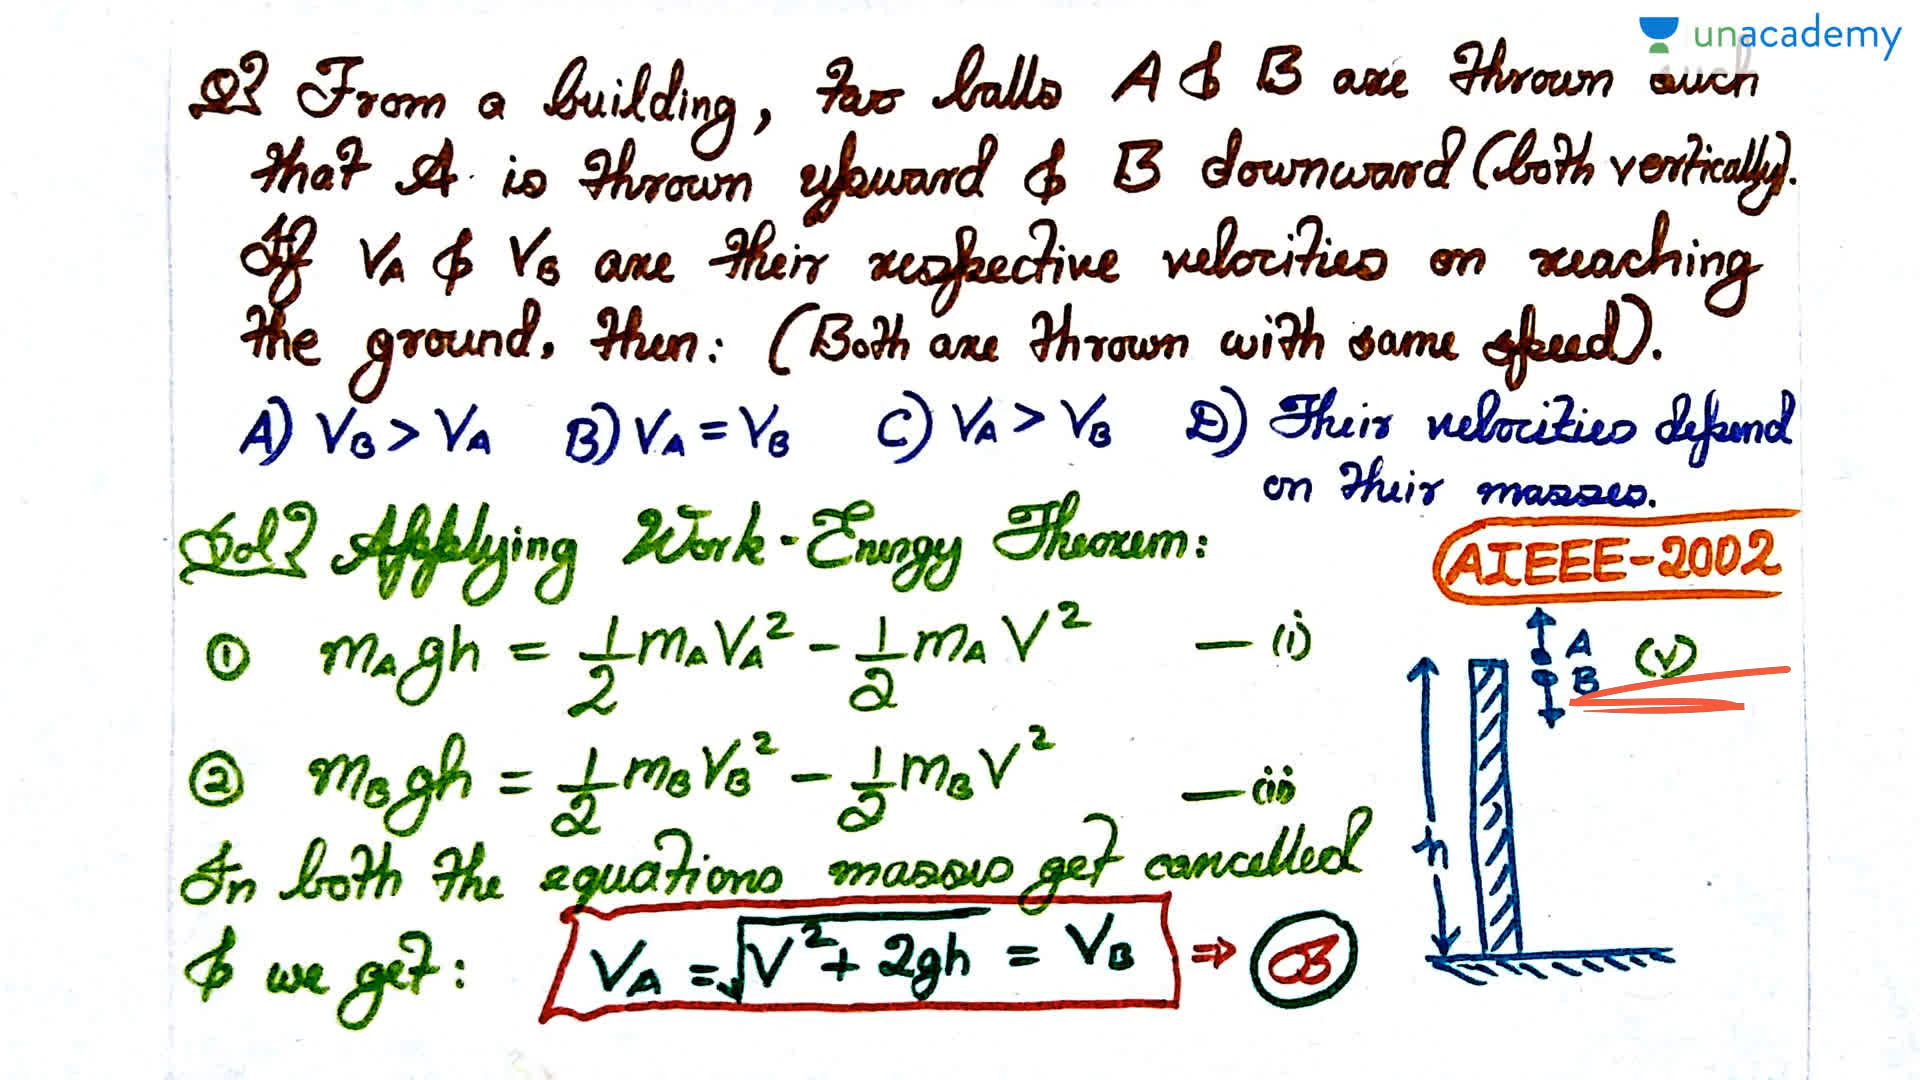 unacademy
Q? From a building, two balls A & B are thrown such
that A is thrown upward & B downward (both vertically).
If VA & VB are their respective velocities on reaching
the ground. Then: (Both are thrown with same speed).
A) VB > VA B) VA = VB C) VA > VB D) Their velocities depend
on their masses.
Sol? Applying Work-Energy Theorem:
AIEEE-2002
① mAgh = 1/2 mAVA² - 1/2 mAV² — (i)
A (V)
B
② mBgh = 1/2 mBVB² - 1/2 mBV² — (ii)
h
In both the equations masses get cancelled
& we get: VA = √V² + 2gh = VB ⇒ B